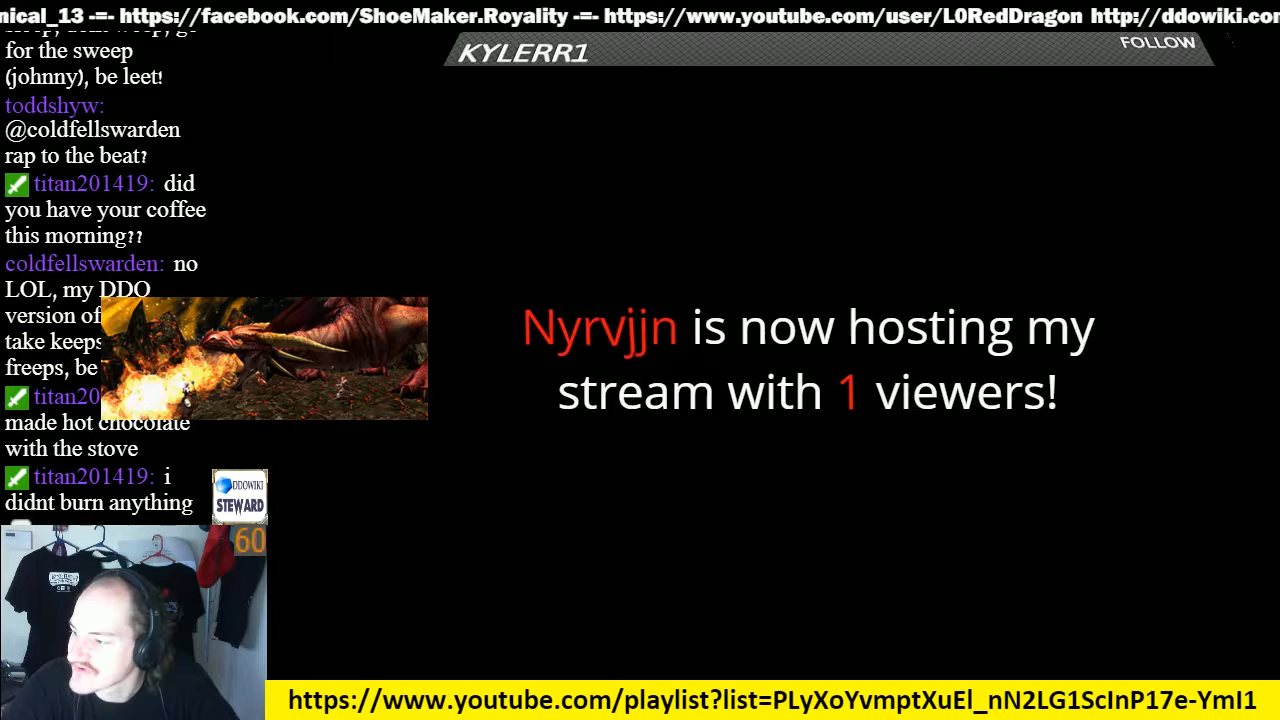 nical_13 -=- https://facebook.com/ShoeMaker.Royality -=- https://www.youtube.com/user/L0RedDragon http://ddowiki.co
KYLERR1
FOLLOW
for the sweep
(johnny), be leet!
toddshyw:
@coldfellswarden
rap to the beat?
titan201419: did
you have your coffee
this morning??
coldfellswarden: no
LOL, my DDO
version of
take keeps
freeps, be
titan20
made hot chocolate
with the stove
titan201419: i
didnt burn anything
Nyrvjjn is now hosting my
stream with 1 viewers!
DDOWIKI
STEWARD
60
https://www.youtube.com/playlist?list=PLyXoYvmptXuEl_nN2LG1ScInP17e-YmI1